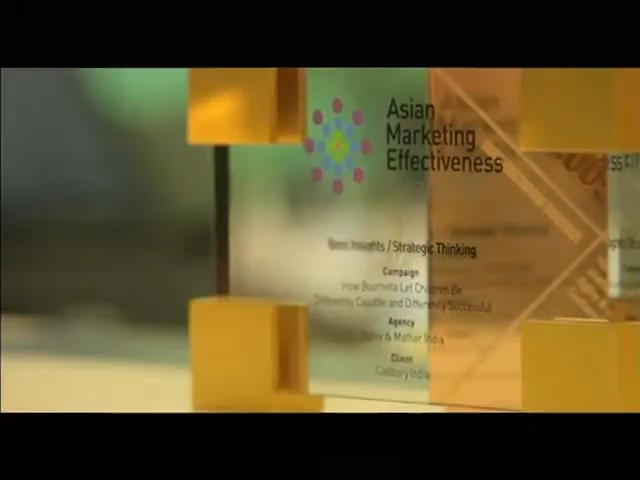 Asian
Marketing
Effectiveness
Insights / Strategic Thinking
Campaign
How Bournvita Let Children Be
Differently Capable and Differently Successful
Agency
& Mather India
Client
Cadbury India